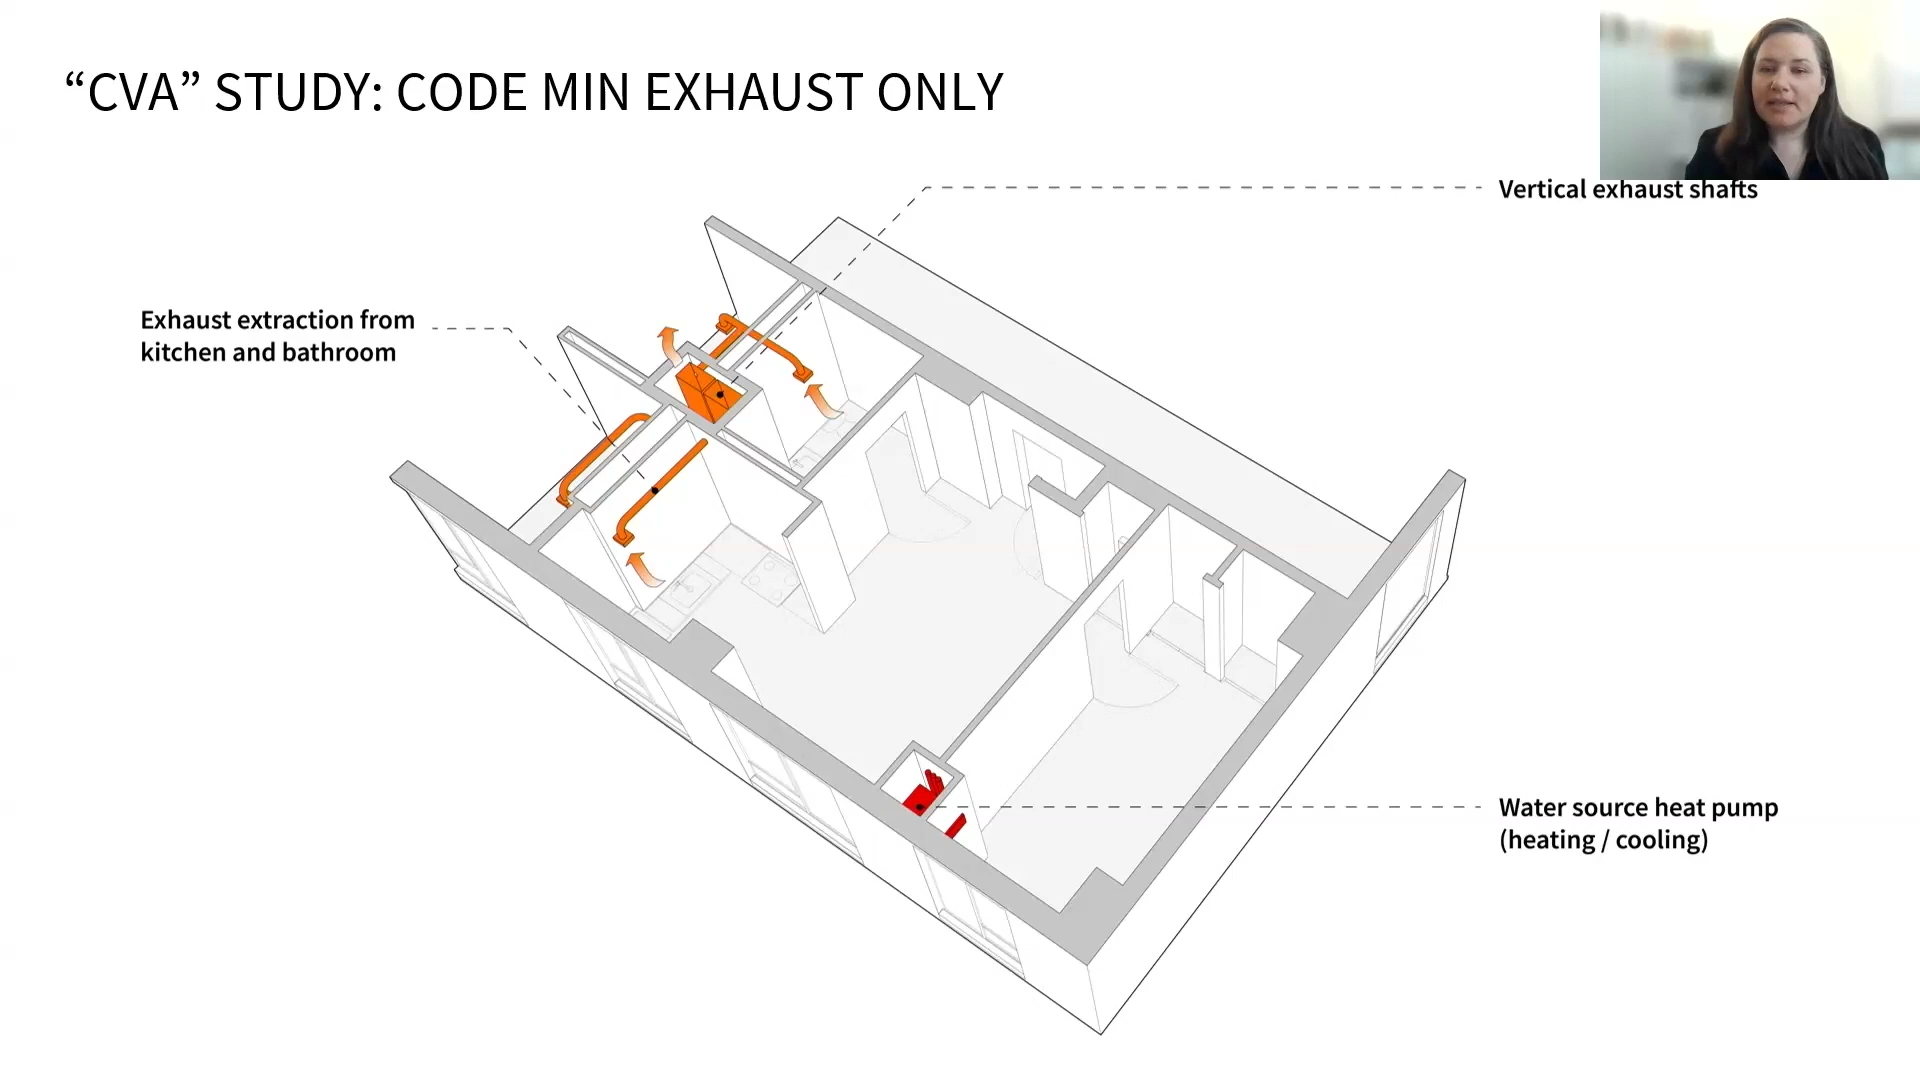 “CVA” STUDY: CODE MIN EXHAUST ONLY
Vertical exhaust shafts
Exhaust extraction from
kitchen and bathroom
Water source heat pump
(heating / cooling)